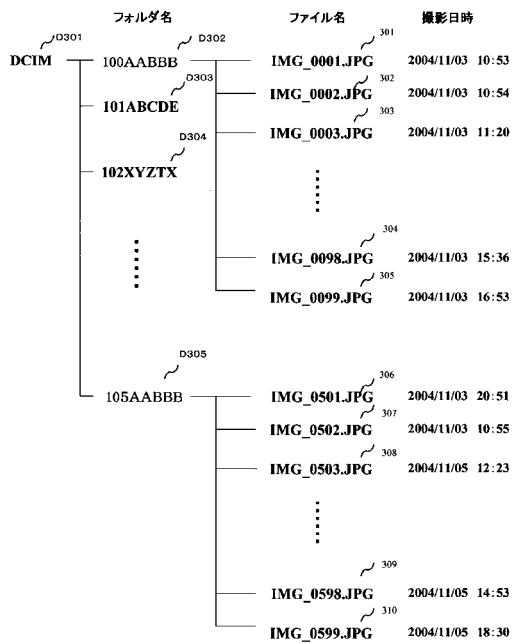 フォルダ名 ファイル名 撮影日時
D301 D302 301
DCIM 100AABBB IMG_0001.JPG 2004/11/03 10:53
D303 302
101ABCDE IMG_0002.JPG 2004/11/03 10:54
303
IMG_0003.JPG 2004/11/03 11:20
D304
102XYZTX
304
IMG_0098.JPG 2004/11/03 15:36
305
IMG_0099.JPG 2004/11/03 16:53
D305 306
105AABBB IMG_0501.JPG 2004/11/03 20:51
307
IMG_0502.JPG 2004/11/03 10:55
308
IMG_0503.JPG 2004/11/05 12:23
309
IMG_0598.JPG 2004/11/05 14:53
310
IMG_0599.JPG 2004/11/05 18:30